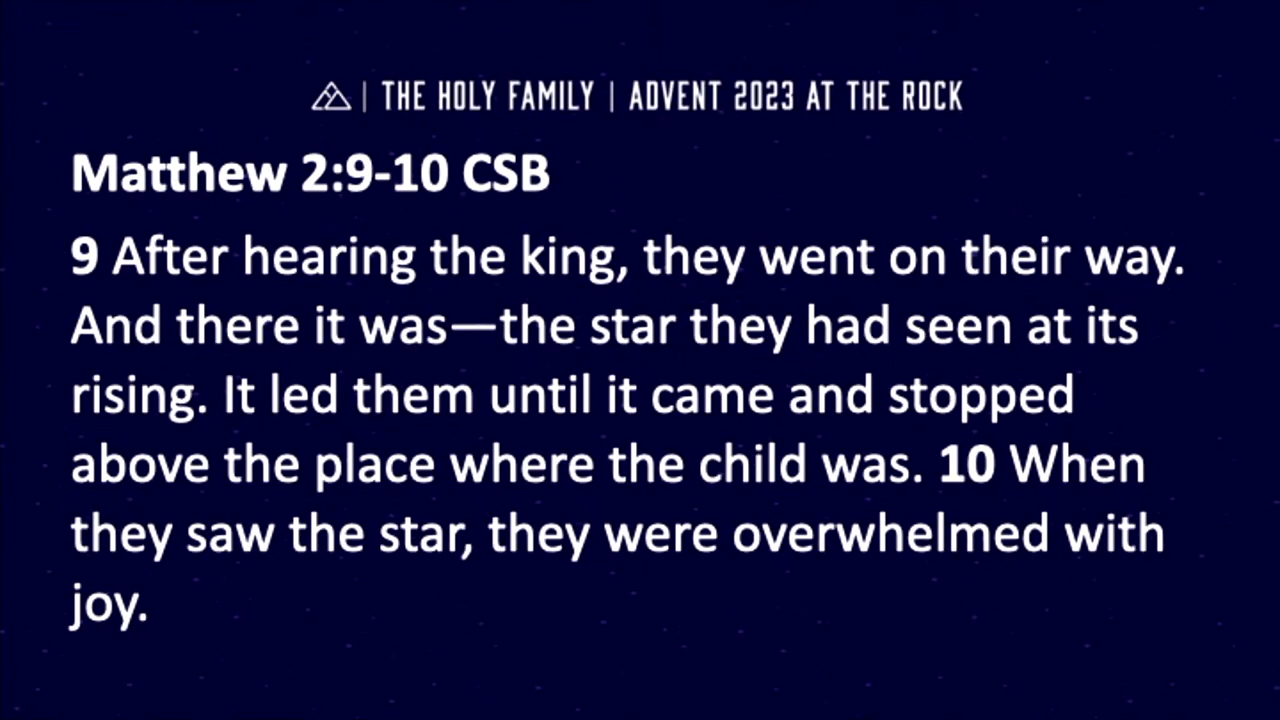 | THE HOLY FAMILY | ADVENT 2023 AT THE ROCK
Matthew 2:9-10 CSB
9 After hearing the king, they went on their way.
And there it was—the star they had seen at its
rising. It led them until it came and stopped
above the place where the child was. 10 When
they saw the star, they were overwhelmed with
joy.